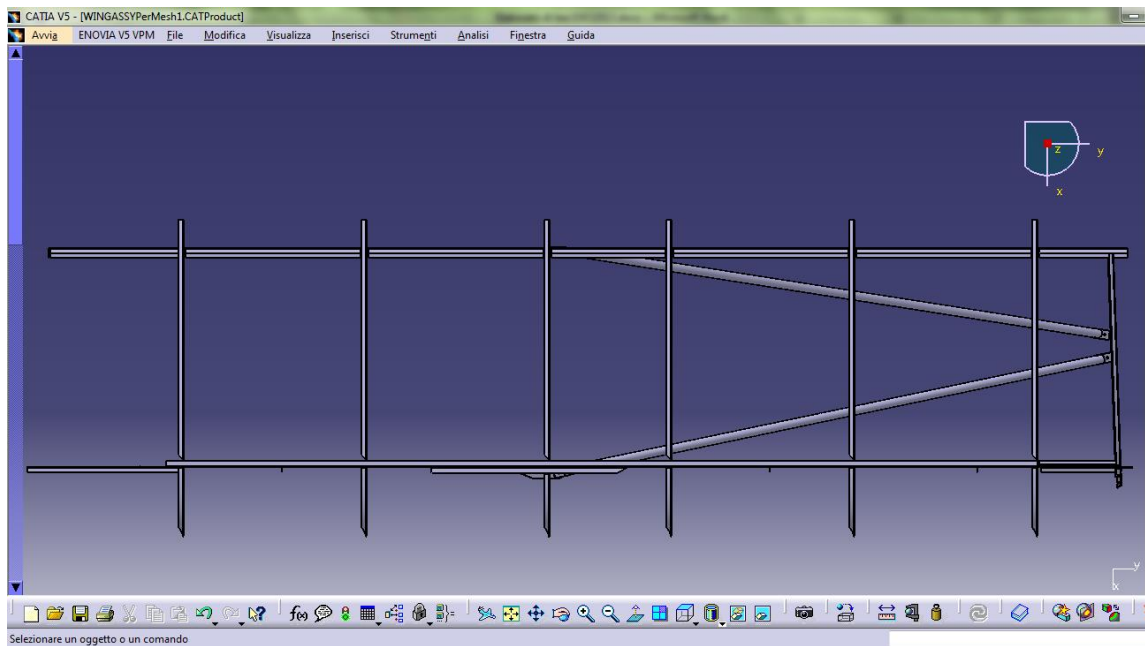 CATIA V5 - [WINGASSYPerMesh1.CATProduct]
Avvia ENOVIA V5 VPM File Modifica Visualizza Inserisci Strumenti Analisi Finestra Guida
z
y
x
y
x
f(x)
Selezionare un oggetto o un comando